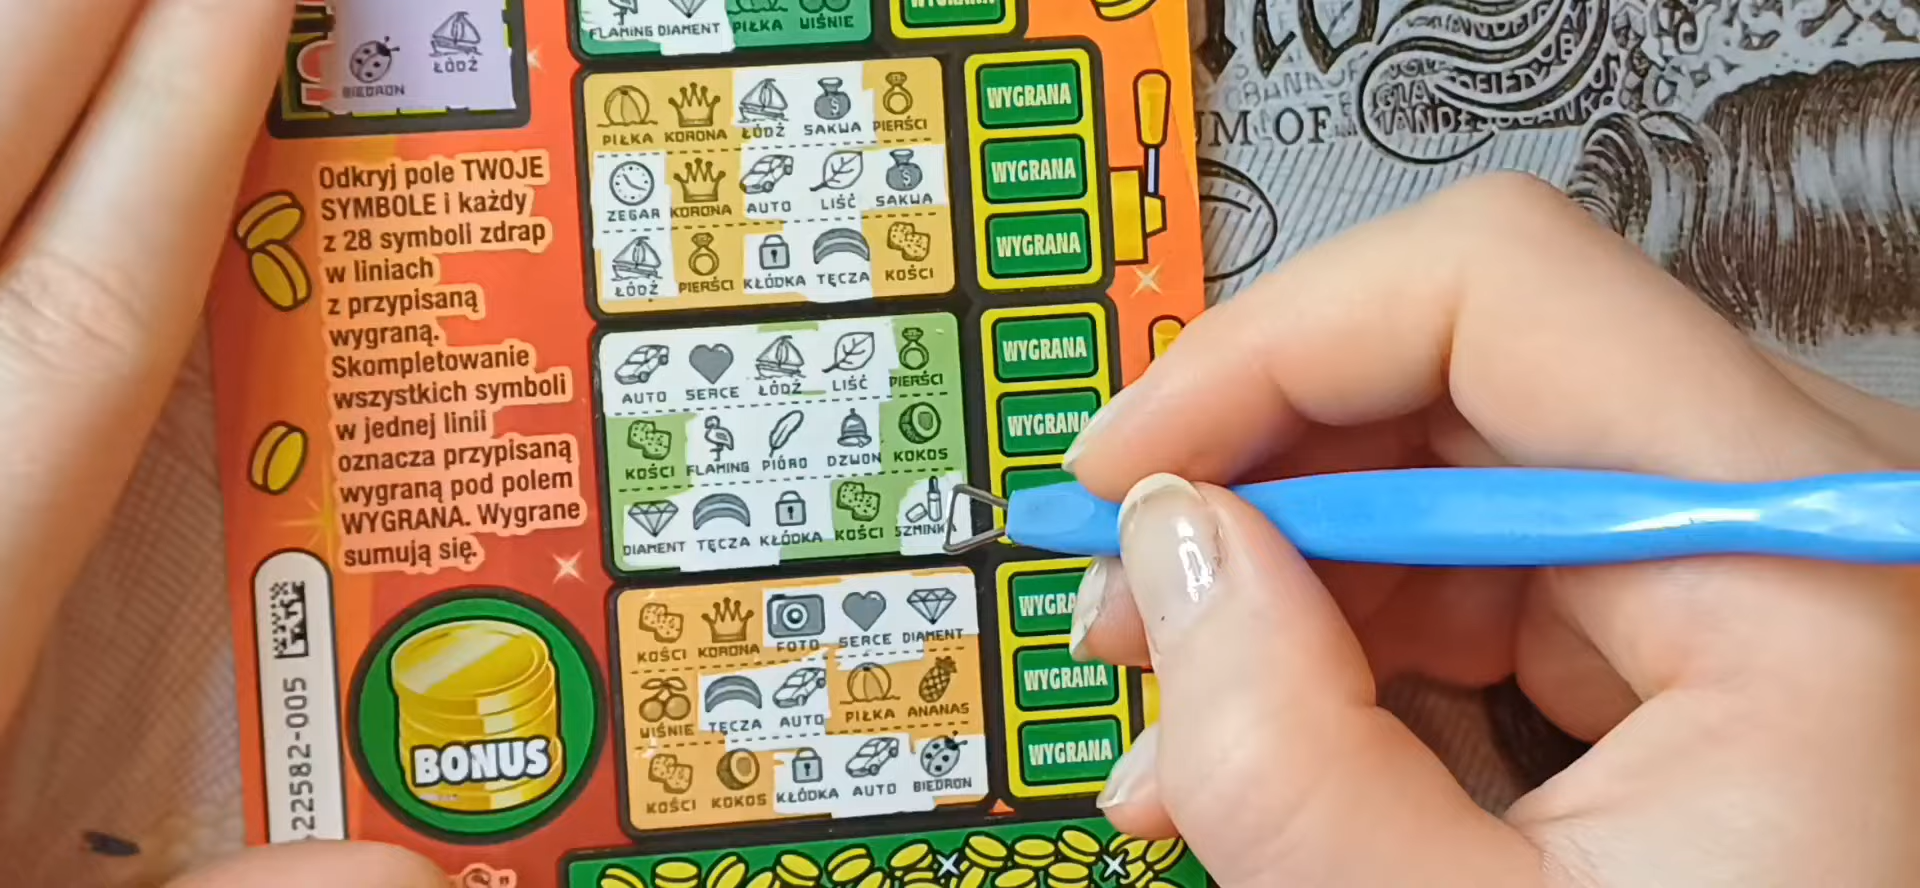 FLAMING DIAMENT PIŁKA WIŚNIE
WYGRANA
BIEDRON ŁÓDŹ
PIŁKA KORONA ŁÓDŹ SAKWA PIERŚCI
WYGRANA
ZEGAR KORONA AUTO LIŚĆ SAKWA
WYGRANA
ŁÓDŹ PIERŚCI KŁÓDKA TĘCZA KOŚCI
WYGRANA
Odkryj pole TWOJE
SYMBOLE i każdy
z 28 symboli zdrap
w liniach
z przypisaną
wygraną.
Skompletowanie
wszystkich symboli
w jednej linii
oznacza przypisaną
wygraną pod polem
WYGRANA. Wygrane
sumują się.
AUTO SERCE ŁÓDŹ LIŚĆ PIERŚCI
WYGRANA
KOŚCI FLAMING PIÓRO DZWON KOKOS
WYGRANA
DIAMENT TĘCZA KŁÓDKA KOŚCI SZMINKA
KOŚCI KORONA FOTO SERCE DIAMENT
WYGRA
WIŚNIE TĘCZA AUTO PIŁKA ANANAS
WYGRANA
KOŚCI KOKOS KŁÓDKA AUTO BIEDRON
WYGRANA
BONUS
22582-005
UM OF